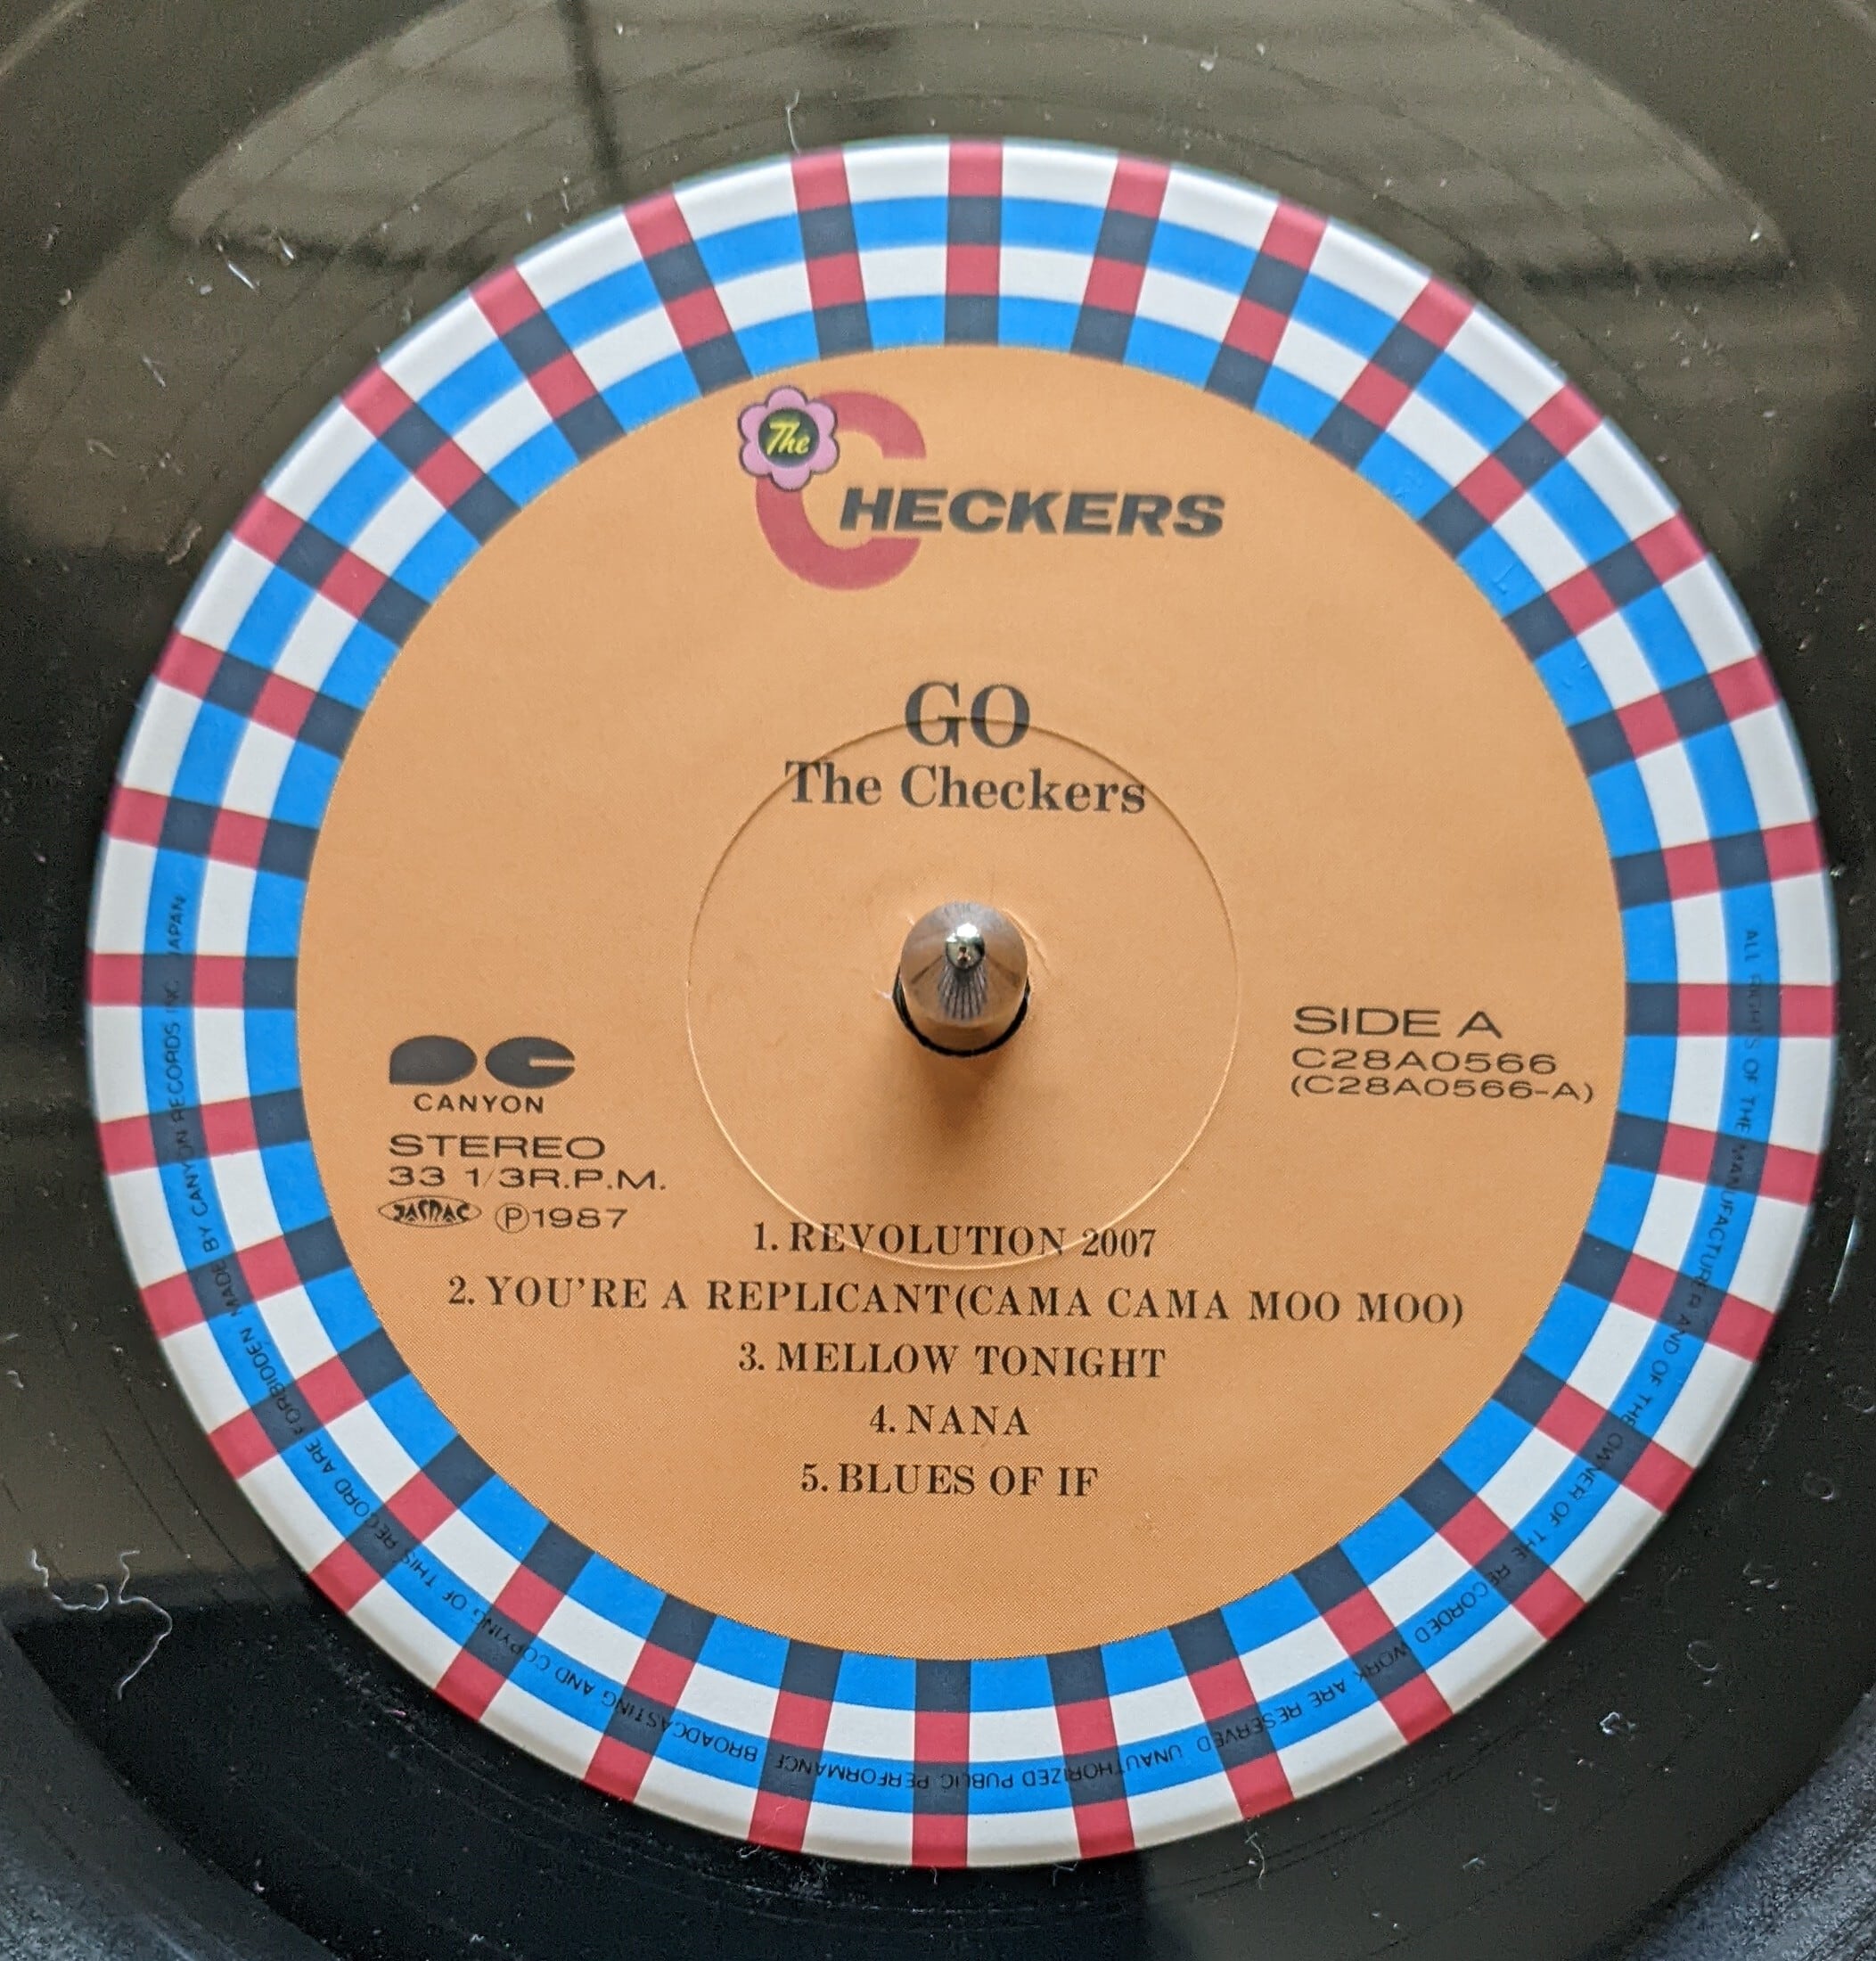 The
CHECKERS
GO
The Checkers
CANYON
STEREO
33 1/3R.P.M.
JASRAC Ⓟ1987
SIDE A
C28A0566
(C28A0566-A)
1. REVOLUTION 2007
2. YOU'RE A REPLICANT(CAMA CAMA MOO MOO)
3. MELLOW TONIGHT
4. NANA
5. BLUES OF IF
ALL RIGHTS OF THE MANUFACTURER AND OF THE OWNER OF THE RECORDED WORK ARE RESERVED UNAUTHORIZED PUBLIC PERFORMANCE BROADCASTING AND COPYING OF THIS RECORD ARE FORBIDDEN MADE BY CANYON RECORDS INC. JAPAN